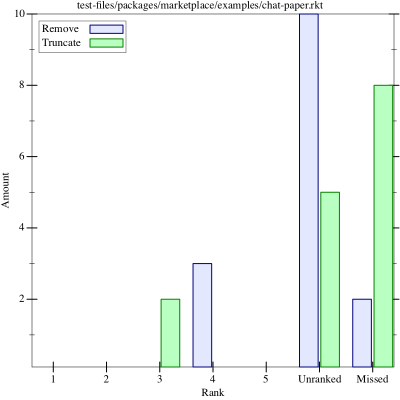 test-files/packages/marketplace/examples/chat-paper.rkt
10
Remove
Truncate
8
6
Amount
4
2
1 2 3 4 5 Unranked Missed
Rank